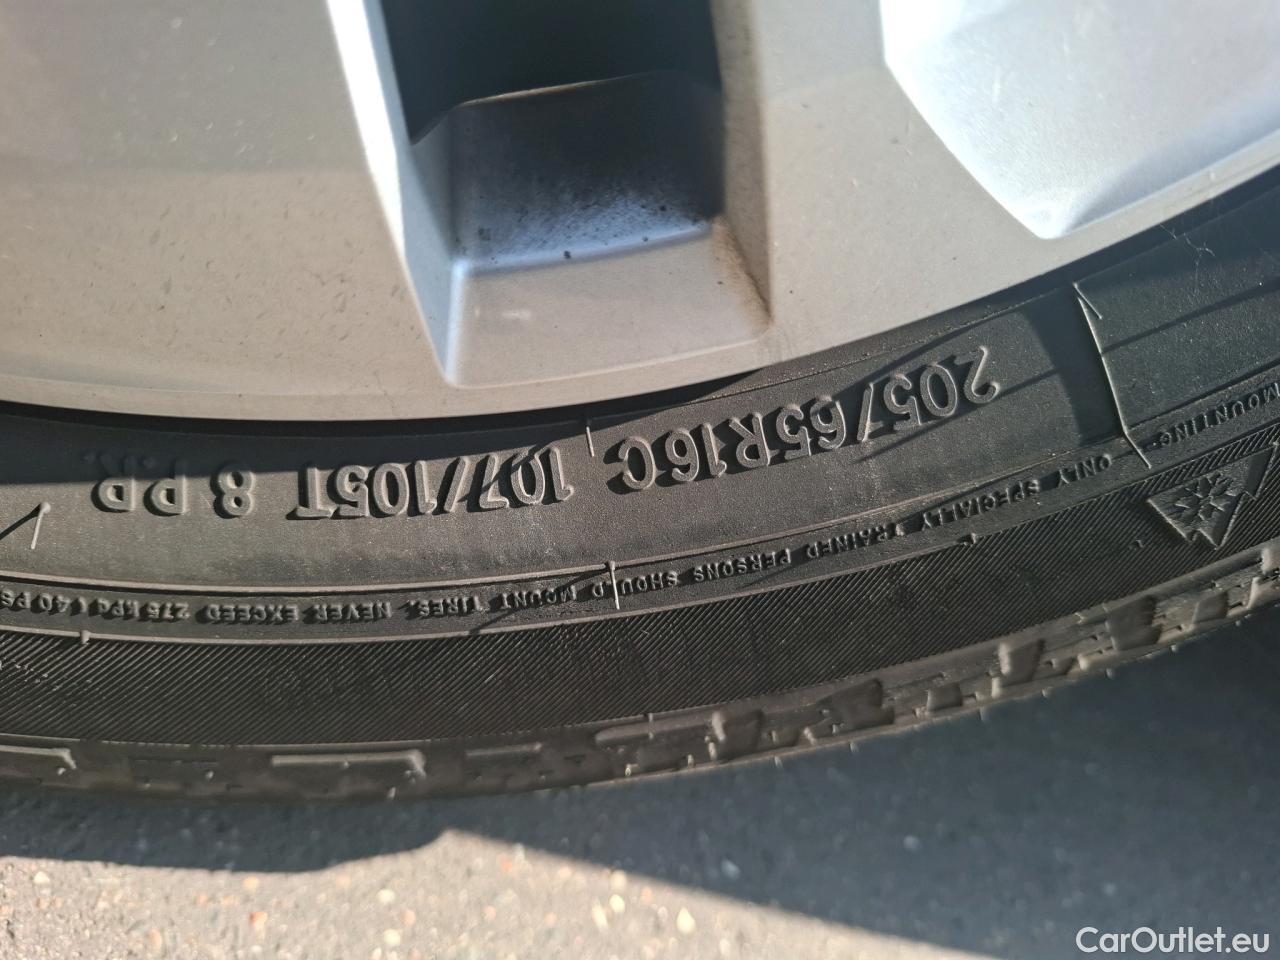 205/65R16C 107/105T 8 P.R.
MOUNTING. ONLY SPECIALLY TRAINED PERSONS SHOULD MOUNT TIRES. NEVER EXCEED 275 kPa (40
CarOutlet.eu